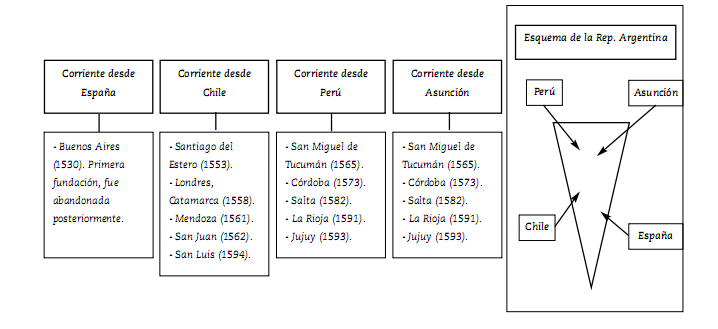 Corriente desde
España
- Buenos Aires
(1530). Primera
fundación, fue
abandonada
posteriormente.
Corriente desde
Chile
- Santiago del
Estero (1553).
- Londres,
Catamarca (1558).
- Mendoza (1561).
- San Juan (1562).
- San Luis (1594).
Corriente desde
Perú
- San Miguel de
Tucumán (1565).
- Córdoba (1573).
- Salta (1582).
- La Rioja (1591).
- Jujuy (1593).
Corriente desde
Asunción
- San Miguel de
Tucumán (1565).
- Córdoba (1573).
- Salta (1582).
- La Rioja (1591).
- Jujuy (1593).
Esquema de la Rep. Argentina
Perú
Asunción
Chile
España